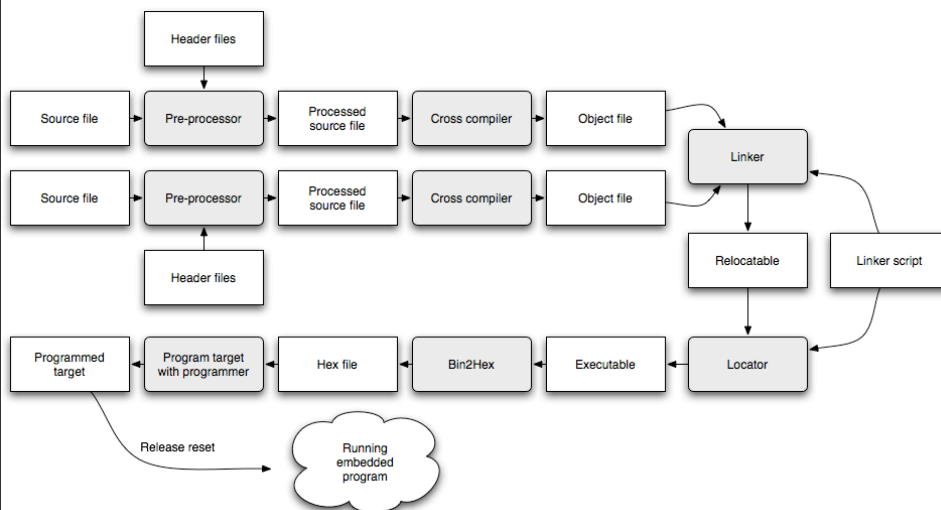 Header files
Source file
Pre-processor
Processed
source file
Cross compiler
Object file
Linker
Source file
Pre-processor
Processed
source file
Cross compiler
Object file
Header files
Relocatable
Linker script
Programmed
target
Program target
with programmer
Hex file
Bin2Hex
Executable
Locator
Release reset
Running
embedded
program